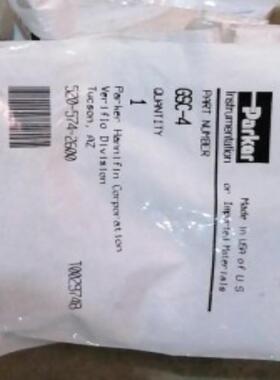 Parker
Instrumentation
Made in USA of U S
or Imported Materials
PART NUMBER
GSC-4
QUANTITY
1
Parker Hannifin Corporation
Veriflo Division
Tucson, AZ
520-574-2600
T0029748